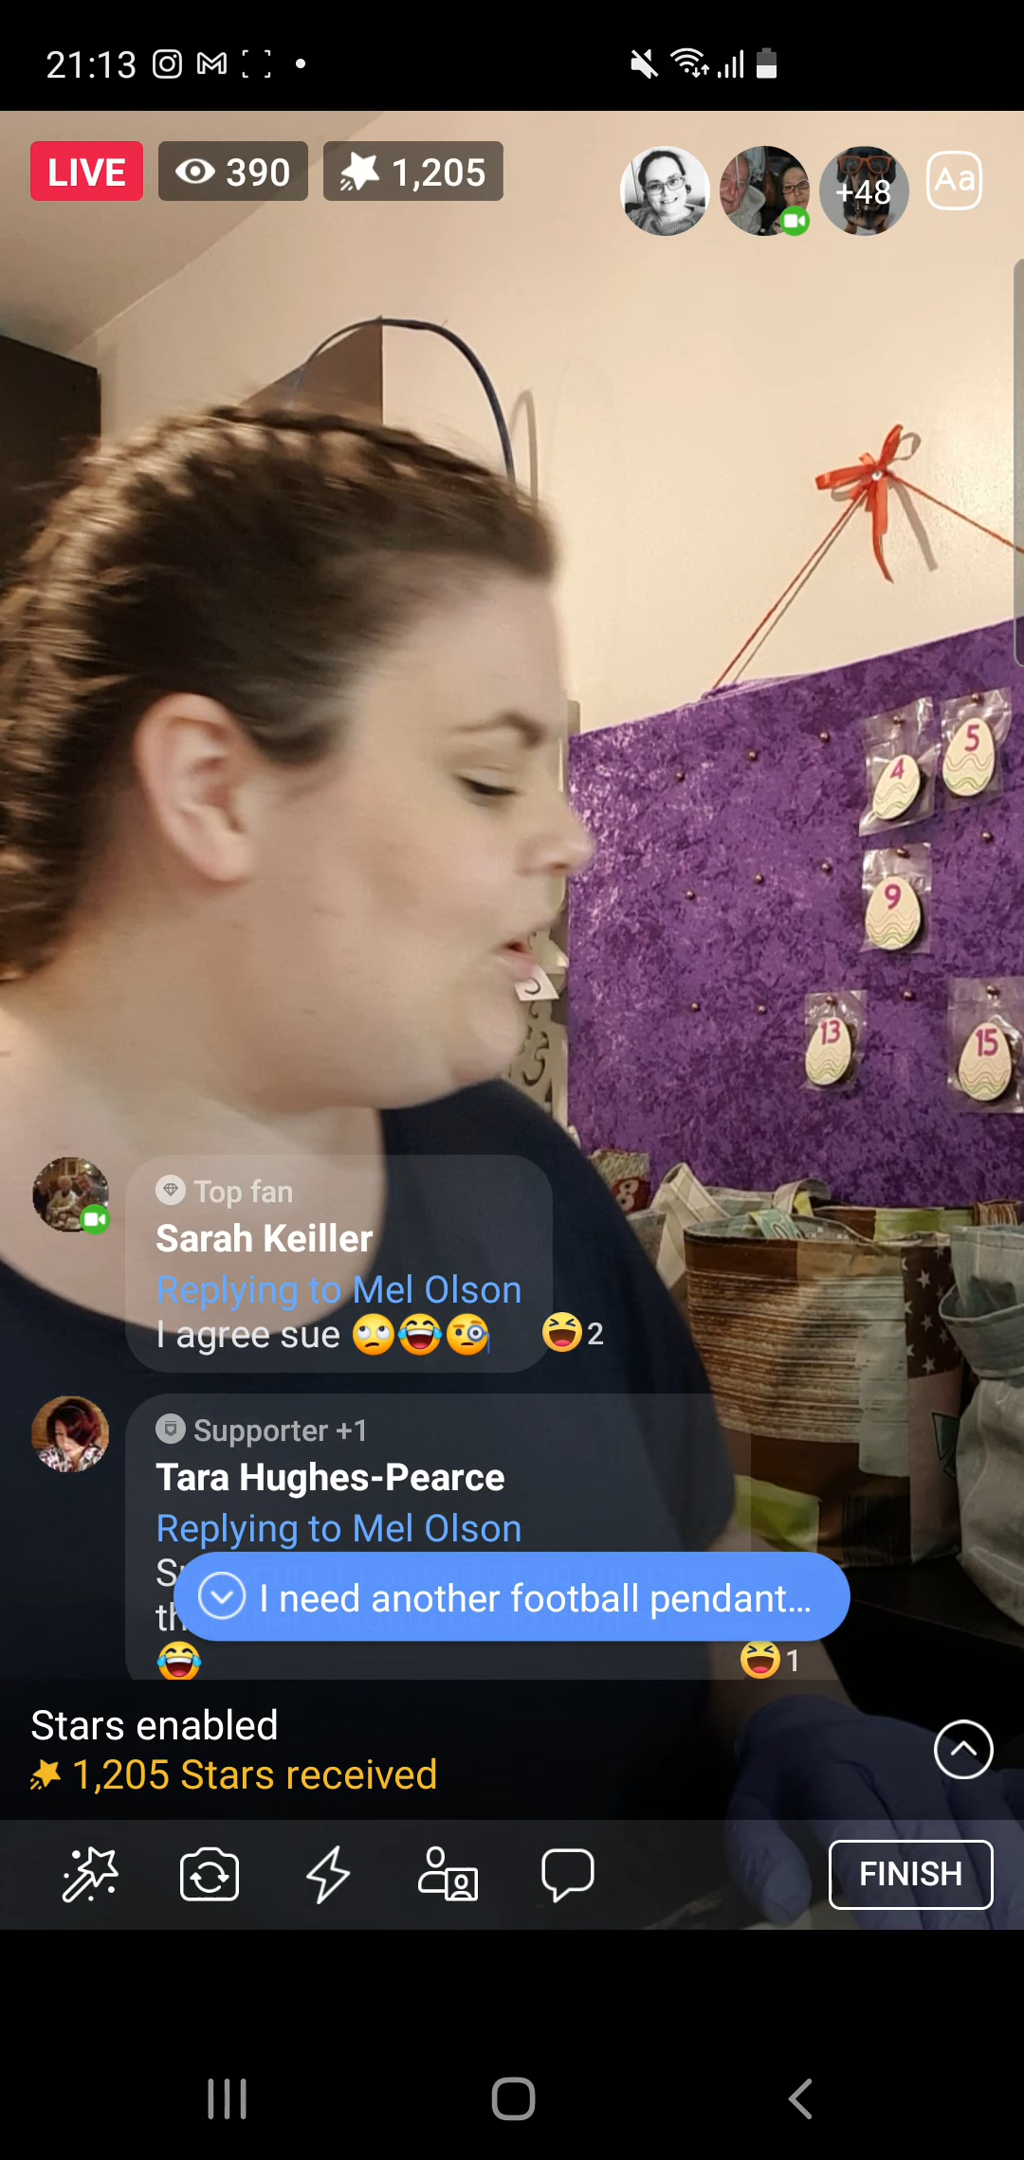 21:13
LIVE 390 1,205 +48 Aa
5
4
9
13
15
8
Top fan
Sarah Keiller
Replying to Mel Olson
I agree sue 🙄😂🧐 😆2
Supporter +1
Tara Hughes-Pearce
Replying to Mel Olson
I need another football pendant...
😂 😆1
Stars enabled
1,205 Stars received
FINISH